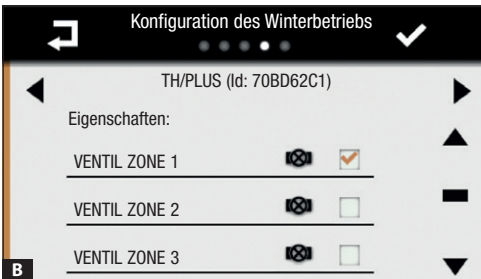 Konfiguration des Winterbetriebs
TH/PLUS (Id: 70BD62C1)
Eigenschaften:
VENTIL ZONE 1
VENTIL ZONE 2
VENTIL ZONE 3
B